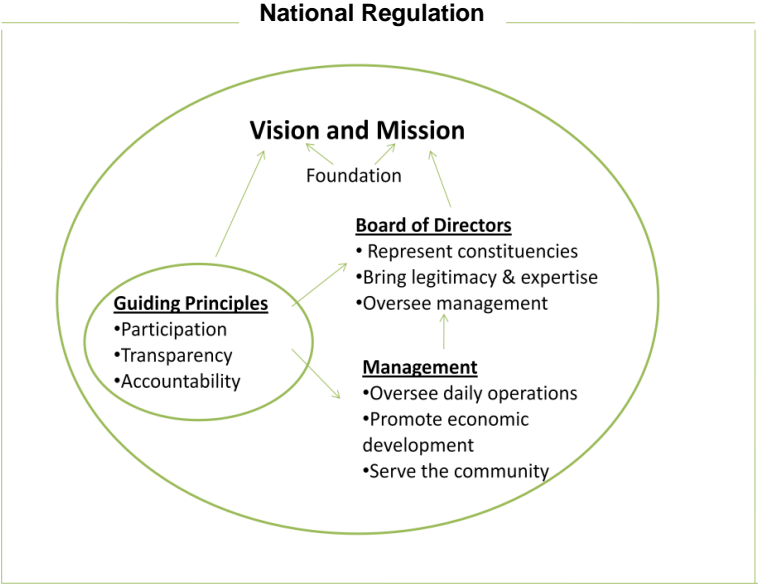 National Regulation
Vision and Mission
Foundation
Board of Directors
• Represent constituencies
•Bring legitimacy & expertise
•Oversee management
Guiding Principles
•Participation
•Transparency
•Accountability
Management
•Oversee daily operations
•Promote economic
development
•Serve the community